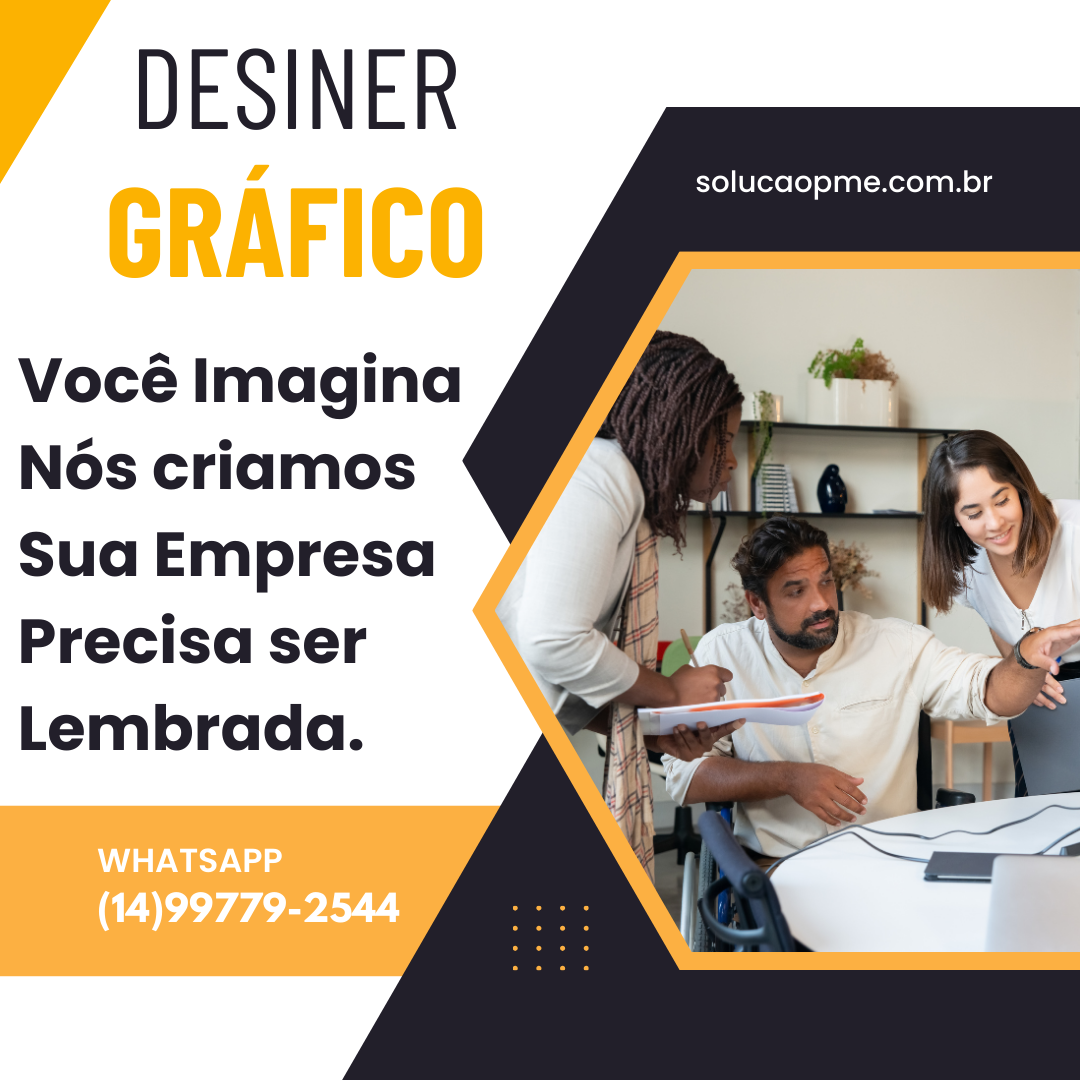 DESINER
GRÁFICO
solucaopme.com.br
Você Imagina
Nós criamos
Sua Empresa
Precisa ser
Lembrada.
WHATSAPP
(14)99779-2544